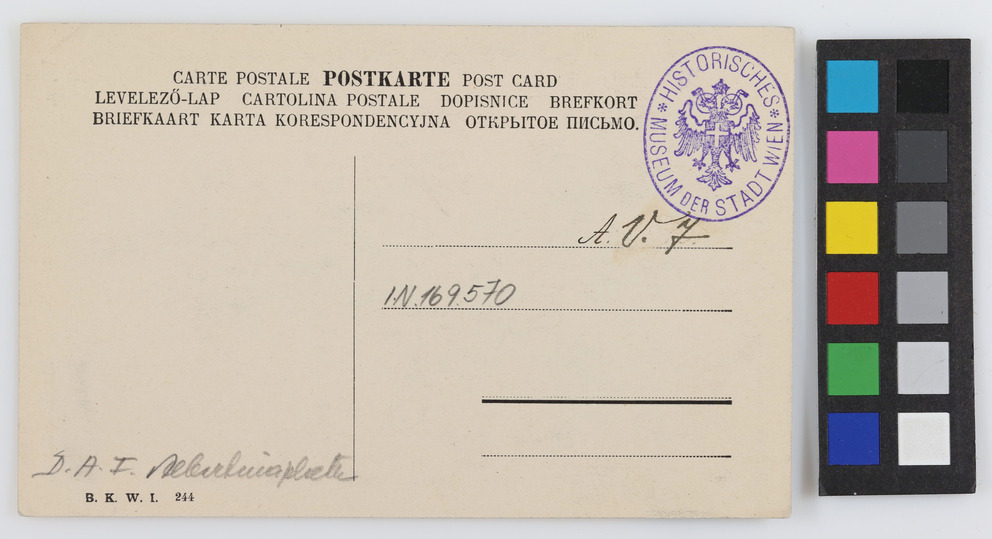 CARTE POSTALE POSTKARTE POST CARD
LEVELEZŐ-LAP CARTOLINA POSTALE DOPISNICE BREFKORT
BRIEFKAART KARTA KORESPONDENCYJNA ОТКРЫТОЕ ПИСЬМО.
* HISTORISCHES *
MUSEUM DER STADT WIEN
A. V. 7
I.N.169.570
D. A. I.
B. K. W. I. 244